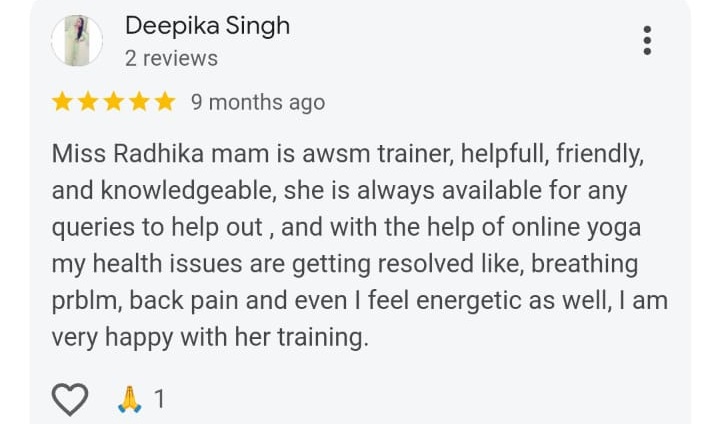 Deepika Singh
2 reviews
9 months ago
Miss Radhika mam is awsm trainer, helpfull, friendly,
and knowledgeable, she is always available for any
queries to help out , and with the help of online yoga
my health issues are getting resolved like, breathing
prblm, back pain and even I feel energetic as well, I am
very happy with her training.
1